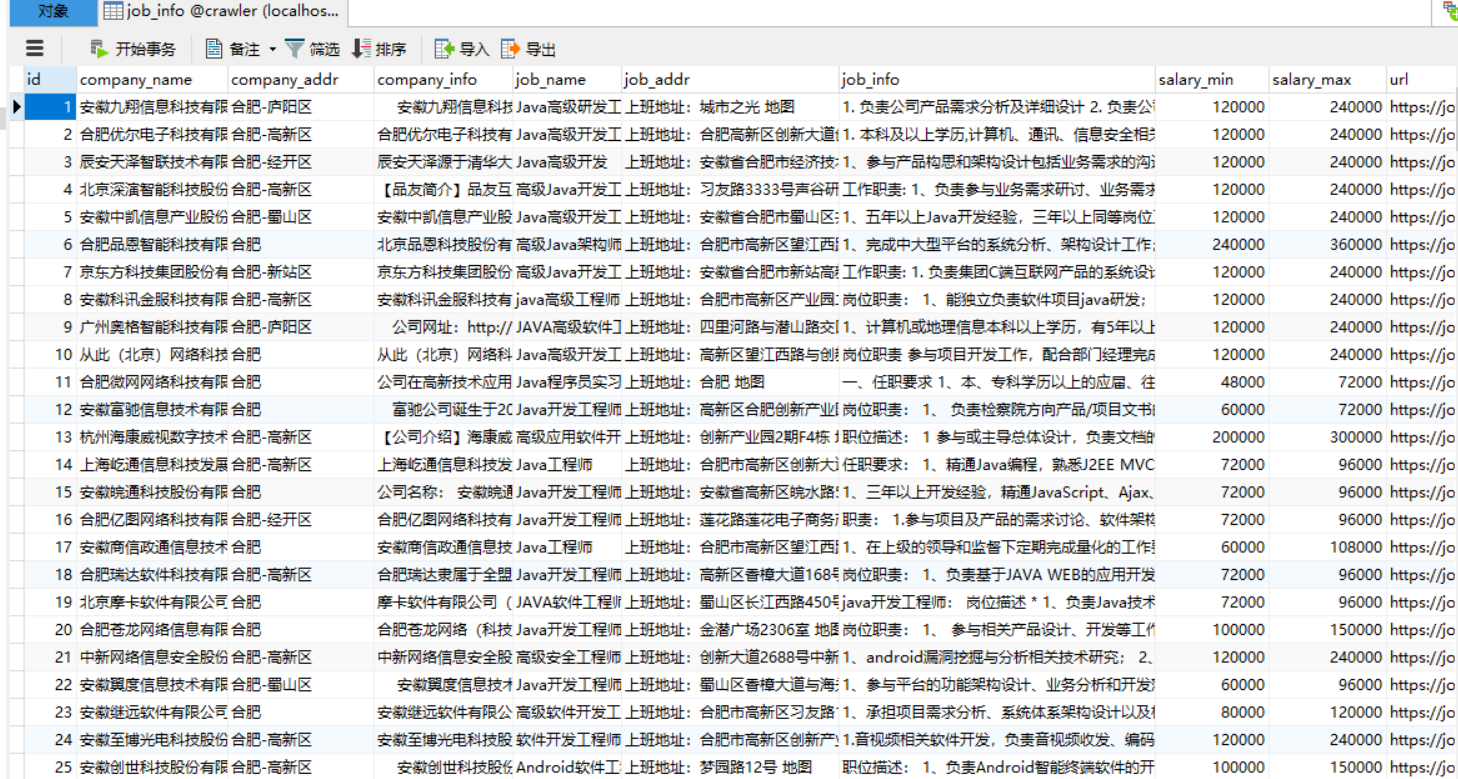 对象 job_info @crawler (localhos...
开始事务 备注 筛选 排序 导入 导出
id company_name company_addr company_info job_name job_addr job_info salary_min salary_max url
1 安徽九翔信息科技有限 合肥-庐阳区 安徽九翔信息科技 Java高级研发工 上班地址：城市之光 地图 1. 负责公司产品需求分析及详细设计 2. 负责公司 120000 240000 https://jo
2 合肥优尔电子科技有限 合肥-高新区 合肥优尔电子科技有 Java高级开发工 上班地址：合肥高新区创新大道 1. 本科及以上学历,计算机、通讯、信息安全相关 120000 240000 https://jo
3 辰安天泽智联技术有限 合肥-经开区 辰安天泽源于清华大 Java高级开发 上班地址：安徽省合肥市经济技 1、参与产品构思和架构设计包括业务需求的沟 120000 240000 https://jo
4 北京深演智能科技股份 合肥-高新区 【品友简介】品友互 高级Java开发工 上班地址：习友路3333号声谷研 工作职责: 1、负责参与业务需求研讨、业务需求 120000 240000 https://jo
5 安徽中凯信息产业股份 合肥-蜀山区 安徽中凯信息产业股 Java高级开发工 上班地址：安徽省合肥市蜀山区 1、五年以上Java开发经验，三年以上同等岗位 120000 240000 https://jo
6 合肥品恩智能科技有限 合肥 北京品恩科技股份有 高级Java架构师 上班地址：合肥市高新区望江西 1、完成中大型平台的系统分析、架构设计工作； 240000 360000 https://jo
7 京东方科技集团股份有 合肥-新站区 京东方科技集团股份 高级Java开发工 上班地址：安徽省合肥市新站高 工作职责: 1. 负责集团C端互联网产品的系统设计 120000 240000 https://jo
8 安徽科讯金服科技有限 合肥-高新区 安徽科讯金服科技有 java高级工程师 上班地址：合肥市高新区产业园 岗位职责： 1、能独立负责软件项目java研发； 120000 240000 https://jo
9 广州奥格智能科技有限 合肥-庐阳区 公司网址：http:// JAVA高级软件工 上班地址：四里河路与潜山路交 1、计算机或地理信息本科以上学历，有5年以上 120000 240000 https://jo
10 从此（北京）网络科技 合肥 从此（北京）网络科 Java高级开发工 上班地址：高新区望江西路与创 岗位职责 参与项目开发工作，配合部门经理完成 120000 240000 https://jo
11 合肥微网网络科技有限 合肥 公司在高新技术应用 Java程序员实习 上班地址：合肥 地图 一、任职要求 1、本、专科学历以上的应届、往 48000 72000 https://jo
12 安徽富驰信息技术有限 合肥 富驰公司诞生于20 Java开发工程师 上班地址：高新区合肥创新产业 岗位职责： 1、 负责检察院方向产品/项目文书 60000 72000 https://jo
13 杭州海康威视数字技术 合肥-高新区 【公司介绍】海康威 高级应用软件开 上班地址：创新产业园2期F4栋 职位描述： 1 参与或主导总体设计，负责文档的 200000 300000 https://jo
14 上海屹通信息科技发展 合肥-高新区 上海屹通信息科技发 Java工程师 上班地址：合肥市高新区创新大 任职要求： 1、精通Java编程，熟悉J2EE MVC 72000 96000 https://jo
15 安徽皖通科技股份有限 合肥 公司名称： 安徽皖通 Java开发工程师 上班地址：安徽省高新区皖水路 1、三年以上开发经验，精通JavaScript、Ajax、 72000 96000 https://jo
16 合肥亿图网络科技有限 合肥-经开区 合肥亿图网络科技有 Java开发工程师 上班地址：莲花路莲花电子商务 职责： 1.参与项目及产品的需求讨论、软件架构 72000 96000 https://jo
17 安徽商信政通信息技术 合肥 安徽商信政通信息技 Java工程师 上班地址：合肥市高新区望江西 1、在上级的领导和监督下定期完成量化的工作 60000 108000 https://jo
18 合肥瑞达软件科技有限 合肥-高新区 合肥瑞达隶属于全盟 Java开发工程师 上班地址：高新区香樟大道168号 岗位职责： 1、负责基于JAVA WEB的应用开发 72000 96000 https://jo
19 北京摩卡软件有限公司 合肥 摩卡软件有限公司（ JAVA软件工程师 上班地址：蜀山区长江西路450号 java开发工程师： 岗位描述 * 1、负责Java技术 72000 96000 https://jo
20 合肥苍龙网络信息有限 合肥 合肥苍龙网络（科技 Java开发工程师 上班地址：金潜广场2306室 地图 岗位职责： 1、 参与相关产品设计、开发等工作 100000 150000 https://jo
21 中新网络信息安全股份 合肥-高新区 中新网络信息安全股 高级安全工程师 上班地址：创新大道2688号中新 1、android漏洞挖掘与分析相关技术研究； 2、 120000 240000 https://jo
22 安徽翼度信息技术有限 合肥-蜀山区 安徽翼度信息技术 Java开发工程师 上班地址：蜀山区香樟大道与海 1、参与平台的功能架构设计、业务分析和开发 60000 96000 https://jo
23 安徽继远软件有限公司 合肥 安徽继远软件有限公 高级软件开发工 上班地址：合肥市高新区习友路 1、承担项目需求分析、系统体系架构设计以及 80000 120000 https://jo
24 安徽至博光电科技股份 合肥-高新区 安徽至博光电科技股 软件开发工程师 上班地址：合肥市高新区创新产 1.音视频相关软件开发，负责音视频收发、编码 120000 240000 https://jo
25 安徽创世科技股份有限 合肥-高新区 安徽创世科技股份 Android软件工 上班地址：梦园路12号 地图 职位描述： 1、负责Android智能终端软件的开 100000 150000 https://jo